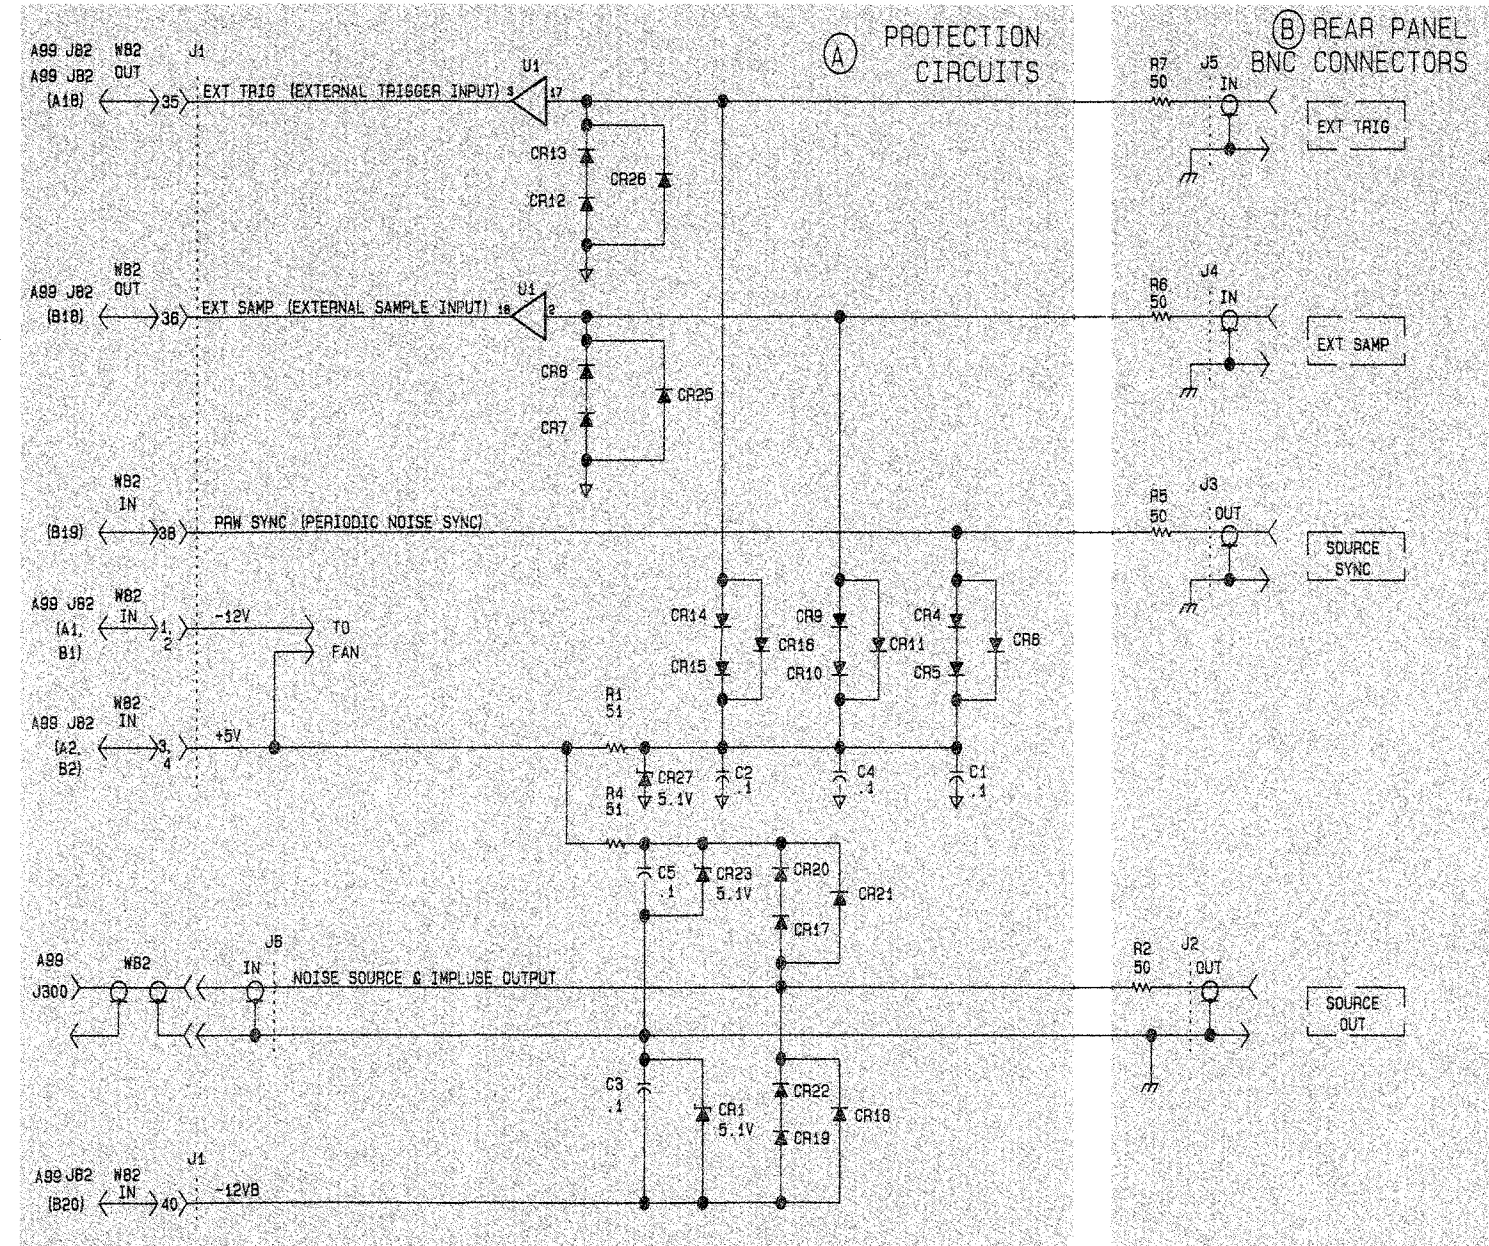 A PROTECTION
CIRCUITS
B REAR PANEL
BNC CONNECTORS
A99 J82 W82
OUT
A99 J82
(A18)
J1
35
EXT TRIG (EXTERNAL TRIGGER INPUT)
3
U1
17
R7
50
J5
IN
EXT TRIG
CR13
CR12
CR26
W82
OUT
A99 J82
(B18)
36
EXT SAMP (EXTERNAL SAMPLE INPUT)
18
U1
2
R6
50
J4
IN
EXT SAMP
CR8
CR7
CR25
W82
IN
(B19)
38
PRW SYNC (PERIODIC NOISE SYNC)
R5
50
J3
OUT
SOURCE
SYNC
A99 J82
(A1,
B1)
W82
IN
1,
2
-12V
TO
FAN
CR14
CR15
CR16
CR9
CR10
CR11
CR4
CR5
CR6
A99 J82
(A2,
B2)
W82
IN
3,
4
+5V
R1
51
R4
51
CR27
5.1V
C2
.1
C4
.1
C1
.1
C5
.1
CR23
5.1V
CR20
CR17
CR21
A99
J300
W82
IN
J6
NOISE SOURCE & IMPLUSE OUTPUT
R2
50
J2
OUT
SOURCE
OUT
C3
.1
CR1
5.1V
CR22
CR19
CR18
A99 J82
(B20)
W82
IN
J1
40
-12VB